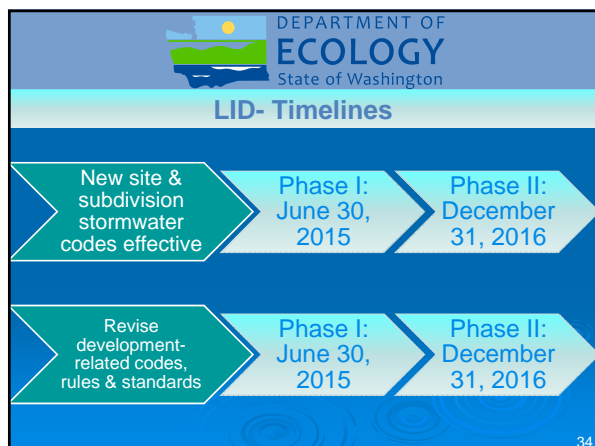 DEPARTMENT OF
ECOLOGY
State of Washington
LID- Timelines
New site &
subdivision
stormwater
codes effective
Phase I:
June 30,
2015
Phase II:
December
31, 2016
Revise
development-
related codes,
rules & standards
Phase I:
June 30,
2015
Phase II:
December
31, 2016
34